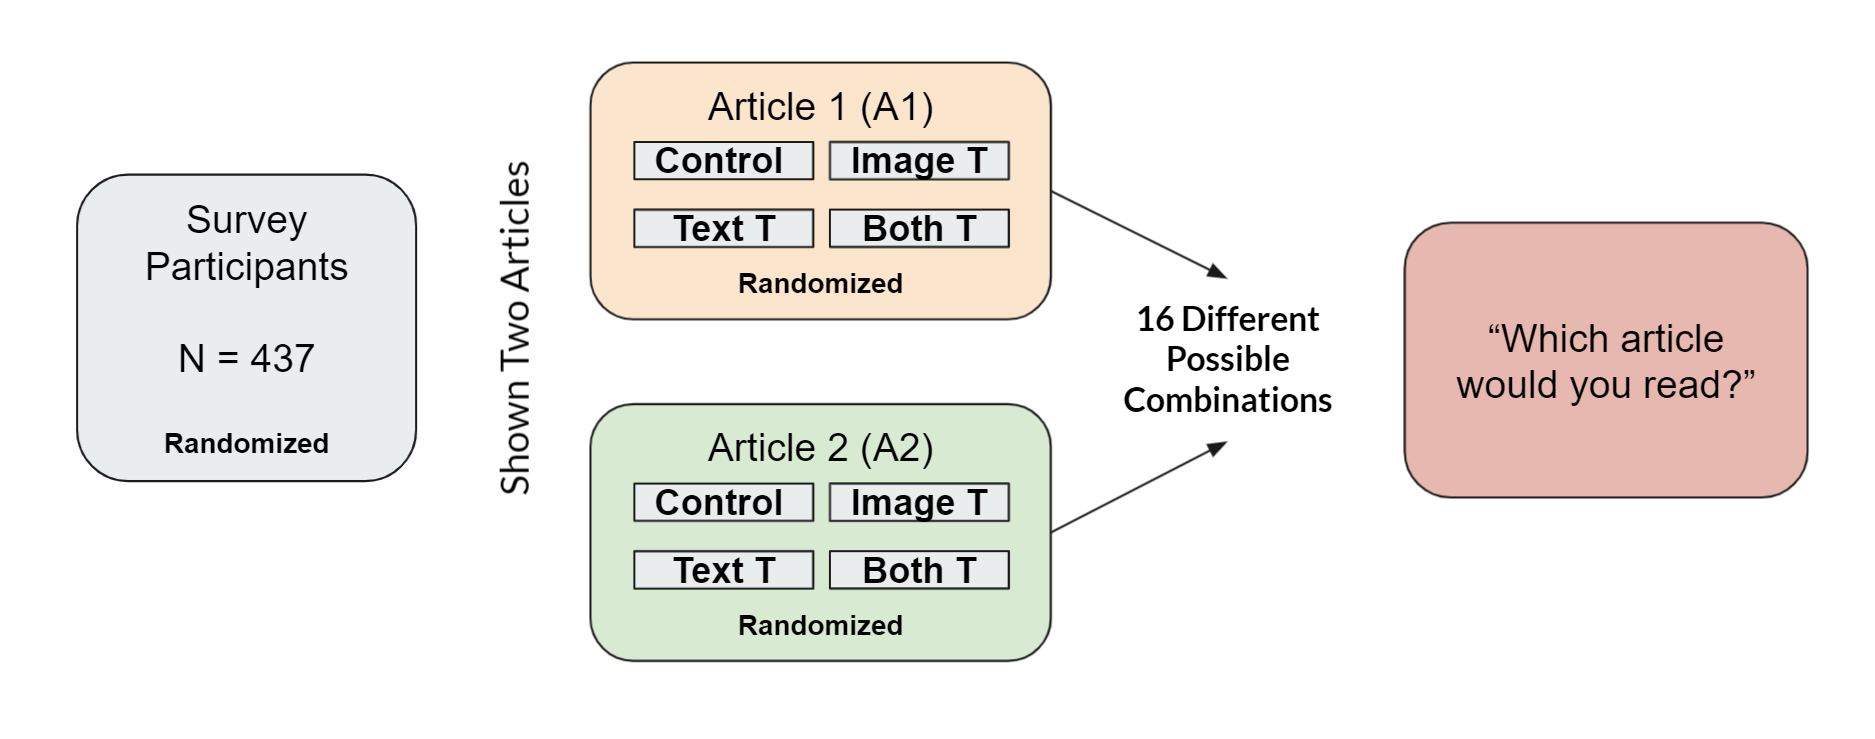 Survey
Participants
N = 437
Randomized
Shown Two Articles
Article 1 (A1)
Control
Image T
Text T
Both T
Randomized
Article 2 (A2)
Control
Image T
Text T
Both T
Randomized
16 Different
Possible
Combinations
“Which article
would you read?”